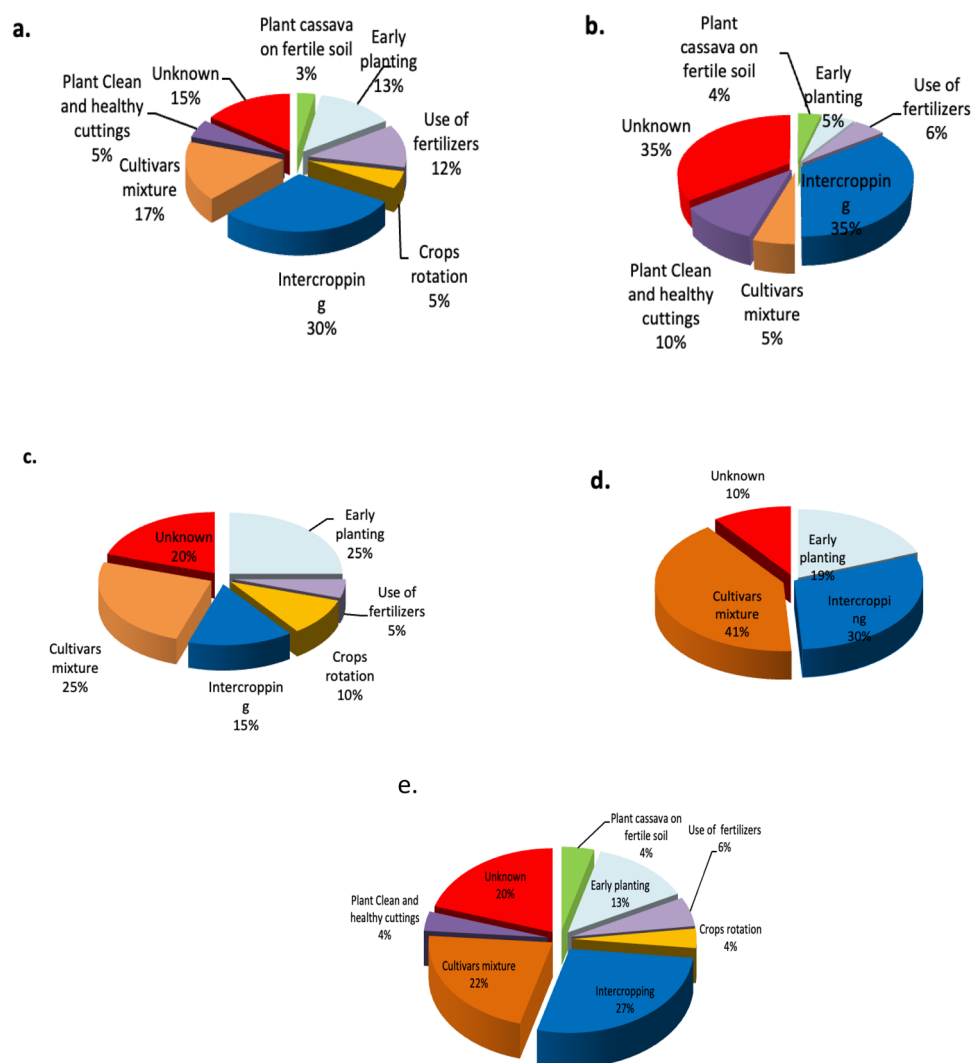 a.
Plant cassava
on fertile soil
3%
Early
planting
13%
Use of
fertilizers
12%
Crops
rotation
5%
Intercroppin
g
30%
Cultivars
mixture
17%
Plant Clean
and healthy
cuttings
5%
Unknown
15%
b.
Plant
cassava on
fertile soil
4%
Early
planting
5%
Use of
fertilizers
6%
Intercroppin
g
35%
Cultivars
mixture
5%
Plant Clean
and healthy
cuttings
10%
Unknown
35%
c.
Early
planting
25%
Use of
fertilizers
5%
Crops
rotation
10%
Intercroppin
g
15%
Cultivars
mixture
25%
Unknown
20%
d.
Unknown
10%
Early
planting
19%
Intercroppi
ng
30%
Cultivars
mixture
41%
e.
Plant cassava on
fertile soil
4%
Early planting
13%
Use of fertilizers
6%
Crops rotation
4%
Intercropping
27%
Cultivars mixture
22%
Plant Clean and
healthy cuttings
4%
Unknown
20%